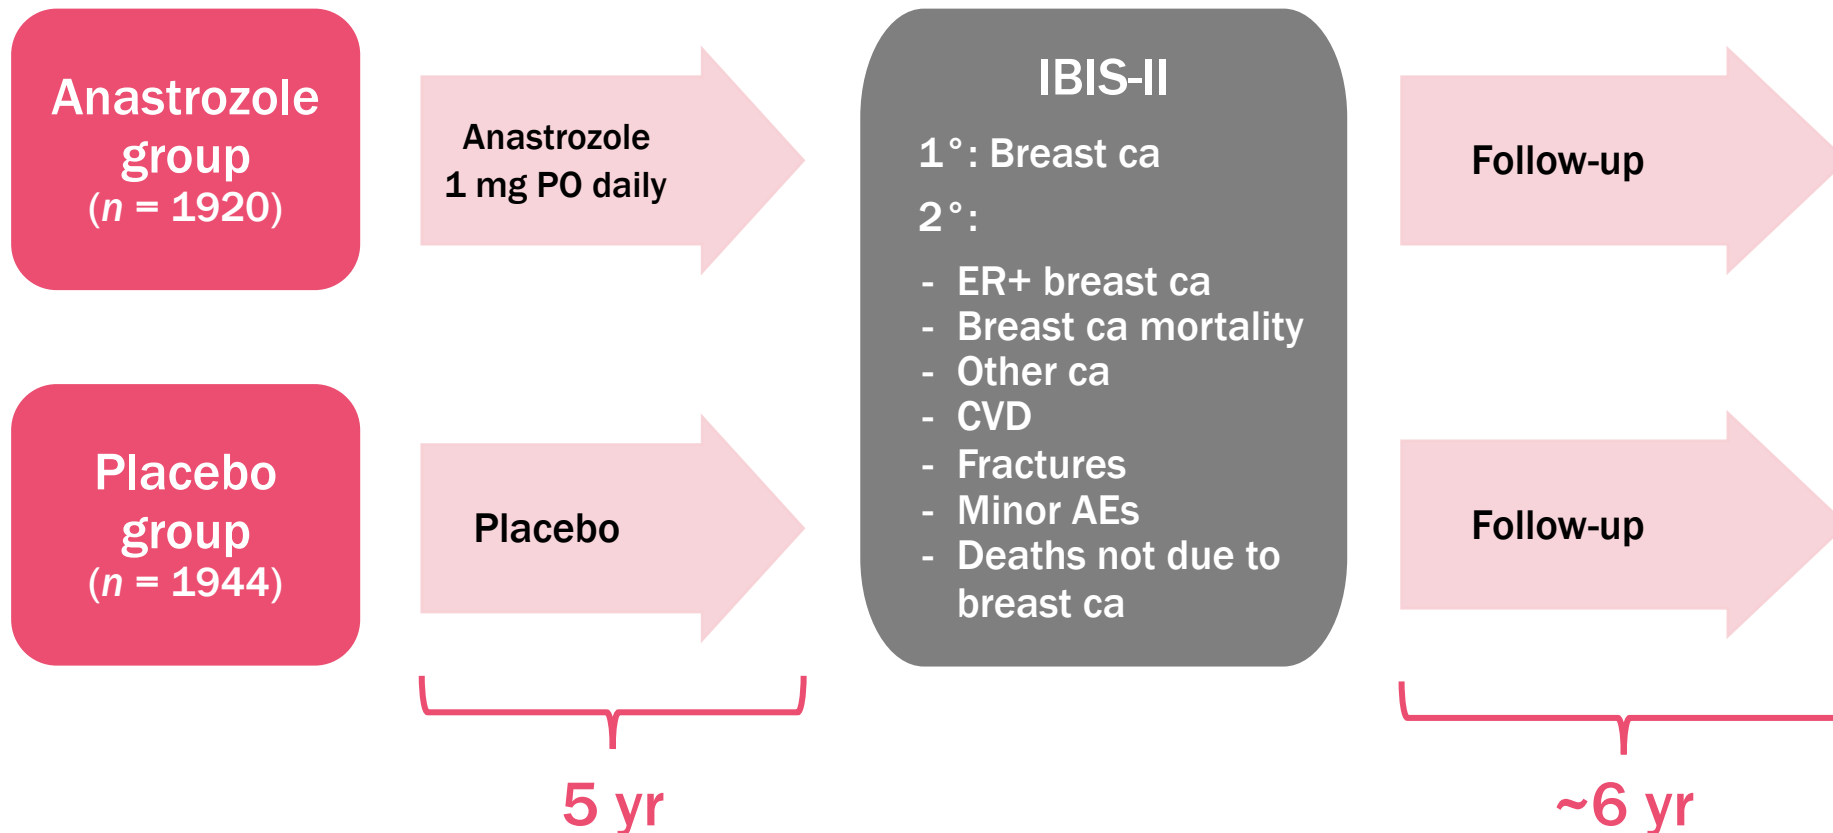 Anastrozole
group
(n = 1920)
Anastrozole
1 mg PO daily
IBIS-II
1°: Breast ca
2°:
- ER+ breast ca
- Breast ca mortality
- Other ca
- CVD
- Fractures
- Minor AEs
- Deaths not due to
breast ca
Follow-up
Placebo
group
(n = 1944)
Placebo
Follow-up
5 yr
~6 yr